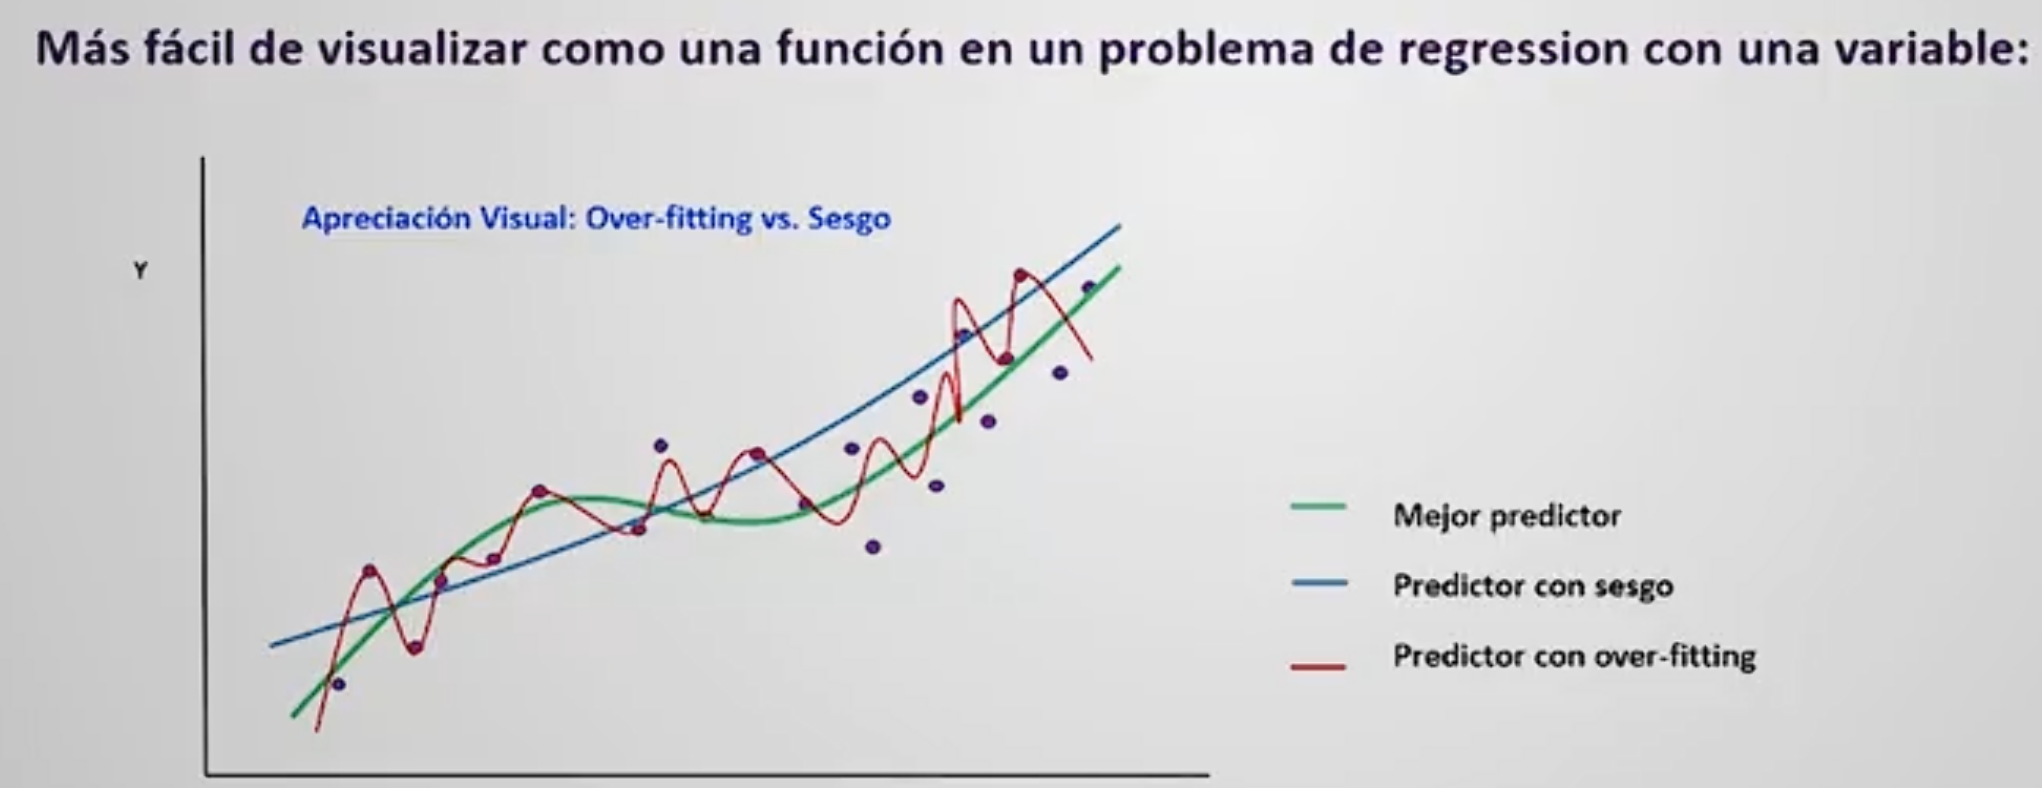 Más fácil de visualizar como una función en un problema de regression con una variable:
Apreciación Visual: Over-fitting vs. Sesgo
Y
Mejor predictor
Predictor con sesgo
Predictor con over-fitting